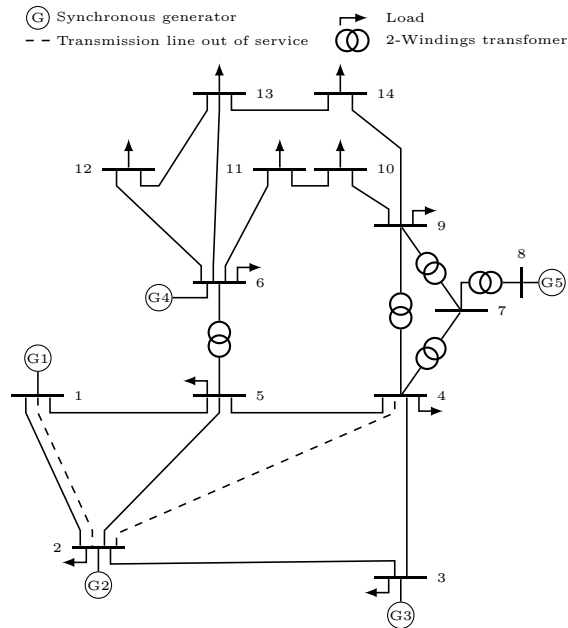 G Synchronous generator
Load
Transmission line out of service
2-Windings transfomer
13
14
12
11
10
9
8
G5
6
G4
7
G1
1
5
4
2
G2
3
G3